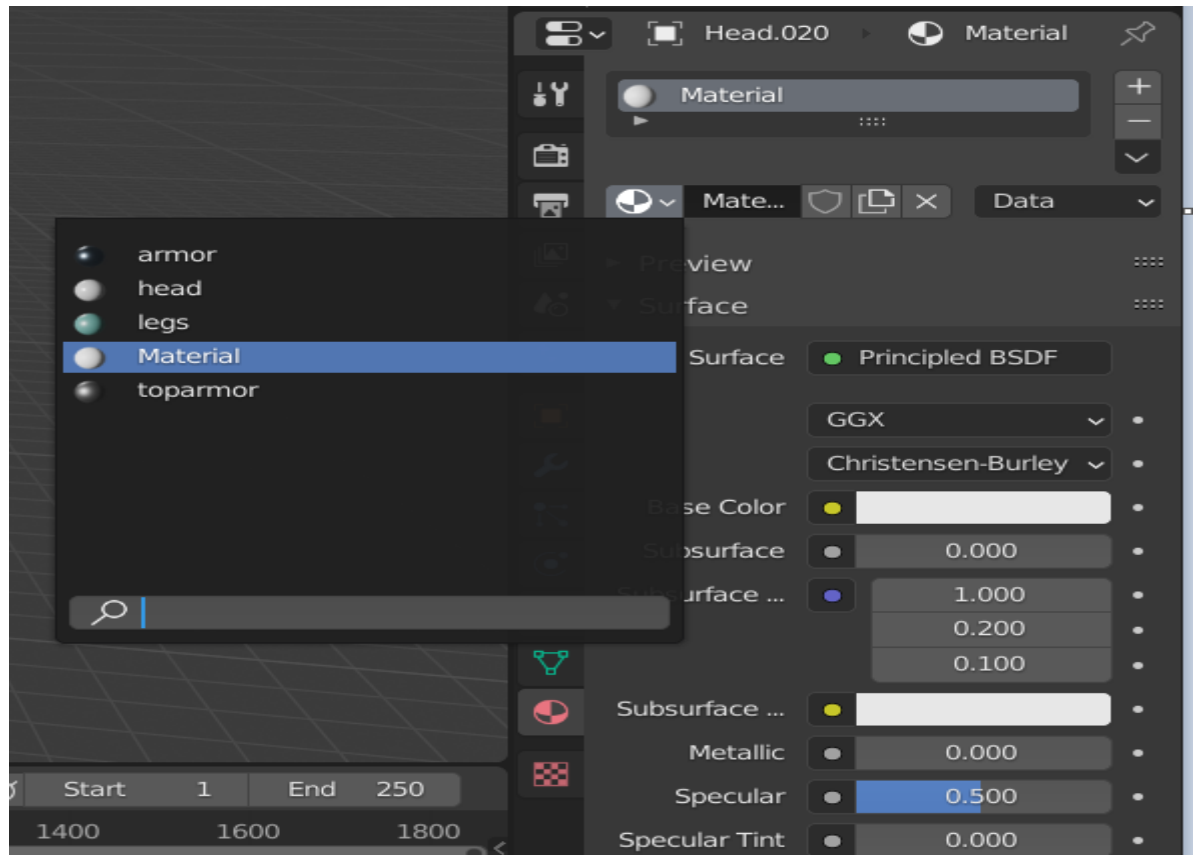 Head.020 Material
Material
Mate... Data
armor
head
legs
Material
toparmor
Preview
Surface
Surface Principled BSDF
GGX
Christensen-Burley
Base Color
Subsurface 0.000
Subsurface ... 1.000
0.200
0.100
Subsurface ...
Metallic 0.000
Specular 0.500
Specular Tint 0.000
Start 1 End 250
1400 1600 1800